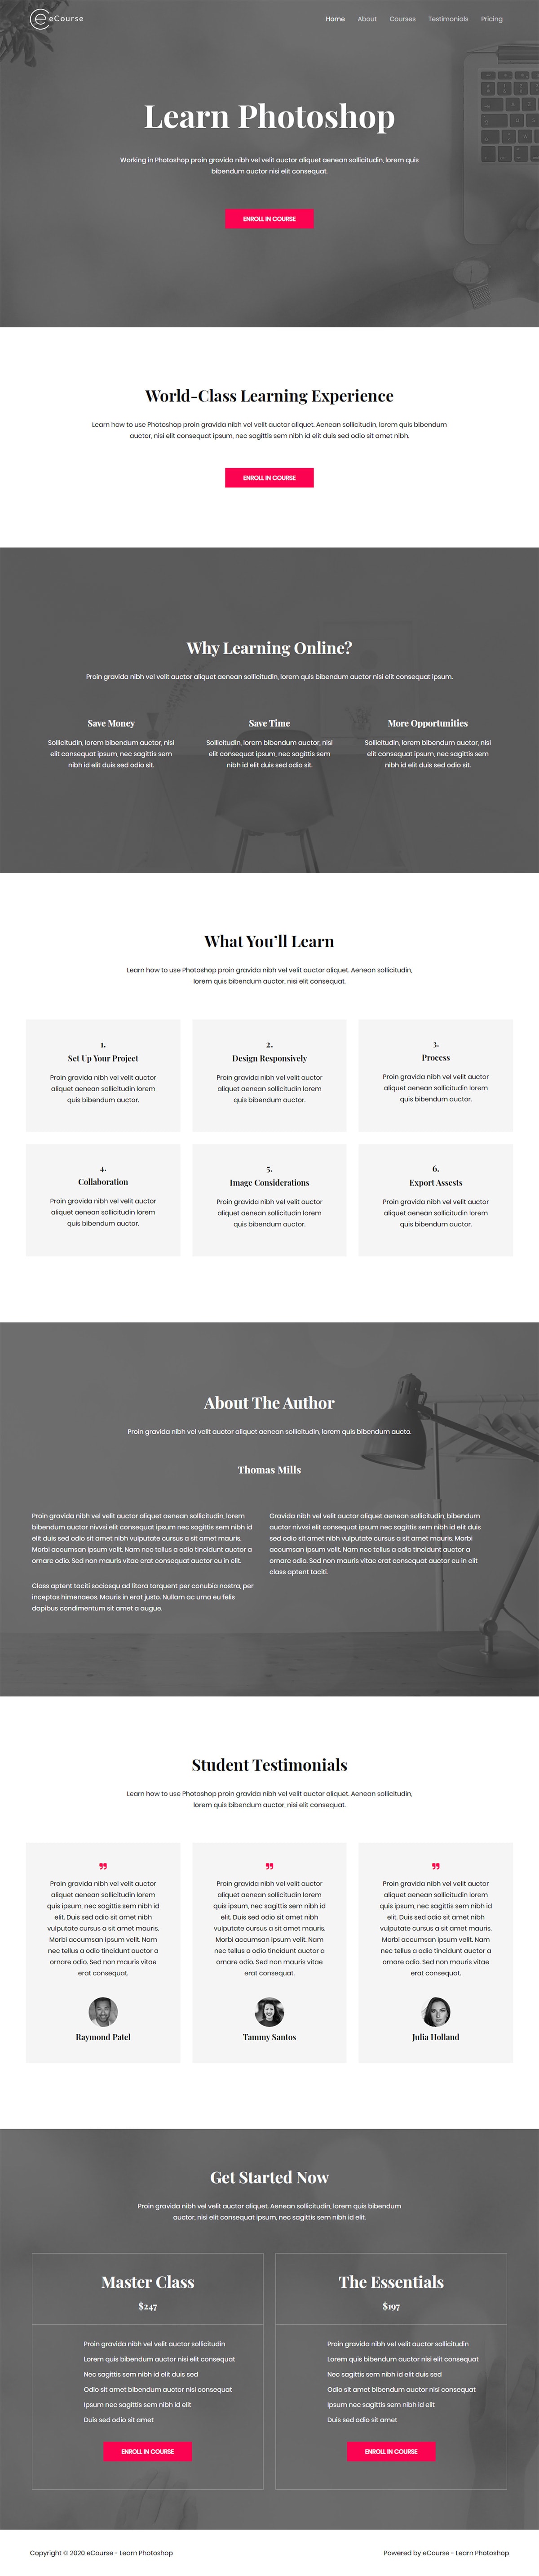 eCourse
Home About Courses Testimonials Pricing
Learn Photoshop
Working in Photoshop proin gravida nibh vel velit auctor aliquet aenean sollicitudin, lorem quis
bibendum auctor nisi elit consequat.
ENROLL IN COURSE
World-Class Learning Experience
Learn how to use Photoshop proin gravida nibh vel velit auctor aliquet. Aenean sollicitudin, lorem quis bibendum
auctor, nisi elit consequat ipsum, nec sagittis sem nibh id elit duis sed odio sit amet nibh.
ENROLL IN COURSE
Why Learning Online?
Proin gravida nibh vel velit auctor aliquet aenean sollicitudin, lorem quis bibendum auctor nisi elit consequat ipsum.
Save Money
Sollicitudin, lorem bibendum auctor, nisi
elit consequat ipsum, nec sagittis sem
nibh id elit duis sed odio sit.
Save Time
Sollicitudin, lorem bibendum auctor, nisi
elit consequat ipsum, nec sagittis sem
nibh id elit duis sed odio sit.
More Opportunities
Sollicitudin, lorem bibendum auctor, nisi
elit consequat ipsum, nec sagittis sem
nibh id elit duis sed odio sit.
What You'll Learn
Learn how to use Photoshop proin gravida nibh vel velit auctor aliquet. Aenean sollicitudin,
lorem quis bibendum auctor, nisi elit consequat.
1.
Set Up Your Project
Proin gravida nibh vel velit auctor
aliquet aenean sollicitudin lorem
quis bibendum auctor.
2.
Design Responsively
Proin gravida nibh vel velit auctor
aliquet aenean sollicitudin lorem
quis bibendum auctor.
3.
Process
Proin gravida nibh vel velit auctor
aliquet aenean sollicitudin lorem
quis bibendum auctor.
4.
Collaboration
Proin gravida nibh vel velit auctor
aliquet aenean sollicitudin lorem
quis bibendum auctor.
5.
Image Considerations
Proin gravida nibh vel velit auctor
aliquet aenean sollicitudin lorem
quis bibendum auctor.
6.
Export Assests
Proin gravida nibh vel velit auctor
aliquet aenean sollicitudin lorem
quis bibendum auctor.
About The Author
Proin gravida nibh vel velit auctor aliquet aenean sollicitudin, lorem quis bibendum aucto.
Thomas Mills
Proin gravida nibh vel velit auctor aliquet aenean sollicitudin, lorem
bibendum auctor nivvsi elit consequat ipsum nec sagittis sem nibh id
elit duis sed odio sit amet nibh vulputate cursus a sit amet mauris.
Morbi accumsan ipsum velit. Nam nec tellus a odio tincidunt auctor a
ornare odio. Sed non mauris vitae erat consequat auctor eu in elit.
Class aptent taciti sociosqu ad litora torquent per conubia nostra, per
inceptos himenaeos. Mauris in erat justo. Nullam ac urna eu felis
dapibus condimentum sit amet a augue.
Gravida nibh vel velit auctor aliquet aenean sollicitudin, bibendum
auctor nivvsi elit consequat ipsum nec sagittis sem nibh id elit duis
sed odio sit amet nibh vulputate cursus a sit amet mauris. Morbi
accumsan ipsum velit. Nam nec tellus a odio tincidunt auctor a
ornare odio. Sed non mauris vitae erat consequat auctor eu in elit
class aptent taciti.
Student Testimonials
Learn how to use Photoshop proin gravida nibh vel velit auctor aliquet. Aenean sollicitudin,
lorem quis bibendum auctor, nisi elit consequat.
Proin gravida nibh vel velit auctor
aliquet aenean sollicitudin lorem
quis ipsum, nec sagittis sem nibh id
elit. Duis sed odio sit amet nibh
vulputate cursus a sit amet mauris.
Morbi accumsan ipsum velit. Nam
nec tellus a odio tincidunt auctor a
ornare odio. Sed non mauris vitae
erat consequat.
Raymond Patel
Proin gravida nibh vel velit auctor
aliquet aenean sollicitudin lorem
quis ipsum, nec sagittis sem nibh id
elit. Duis sed odio sit amet nibh
vulputate cursus a sit amet mauris.
Morbi accumsan ipsum velit. Nam
nec tellus a odio tincidunt auctor a
ornare odio. Sed non mauris vitae
erat consequat.
Tammy Santos
Proin gravida nibh vel velit auctor
aliquet aenean sollicitudin lorem
quis ipsum, nec sagittis sem nibh id
elit. Duis sed odio sit amet nibh
vulputate cursus a sit amet mauris.
Morbi accumsan ipsum velit. Nam
nec tellus a odio tincidunt auctor a
ornare odio. Sed non mauris vitae
erat consequat.
Julia Holland
Get Started Now
Proin gravida nibh vel velit auctor aliquet. Aenean sollicitudin, lorem quis bibendum
auctor, nisi elit consequat ipsum, nec sagittis sem nibh id elit.
Master Class
$247
Proin gravida nibh vel velit auctor sollicitudin
Lorem quis bibendum auctor nisi elit consequat
Nec sagittis sem nibh id elit duis sed
Odio sit amet bibendum auctor nisi consequat
Ipsum nec sagittis sem nibh id elit
Duis sed odio sit amet
ENROLL IN COURSE
The Essentials
$197
Proin gravida nibh vel velit auctor sollicitudin
Lorem quis bibendum auctor nisi elit consequat
Nec sagittis sem nibh id elit duis sed
Odio sit amet bibendum auctor nisi consequat
Ipsum nec sagittis sem nibh id elit
Duis sed odio sit amet
ENROLL IN COURSE
Copyright © 2020 eCourse - Learn Photoshop
Powered by eCourse - Learn Photoshop